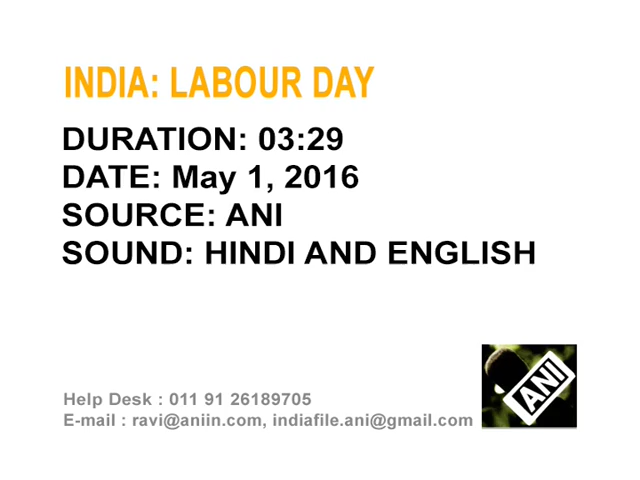 INDIA: LABOUR DAY
DURATION: 03:29
DATE: May 1, 2016
SOURCE: ANI
SOUND: HINDI AND ENGLISH
Help Desk : 011 91 26189705
E-mail : ravi@aniin.com, indiafile.ani@gmail.com
ANI